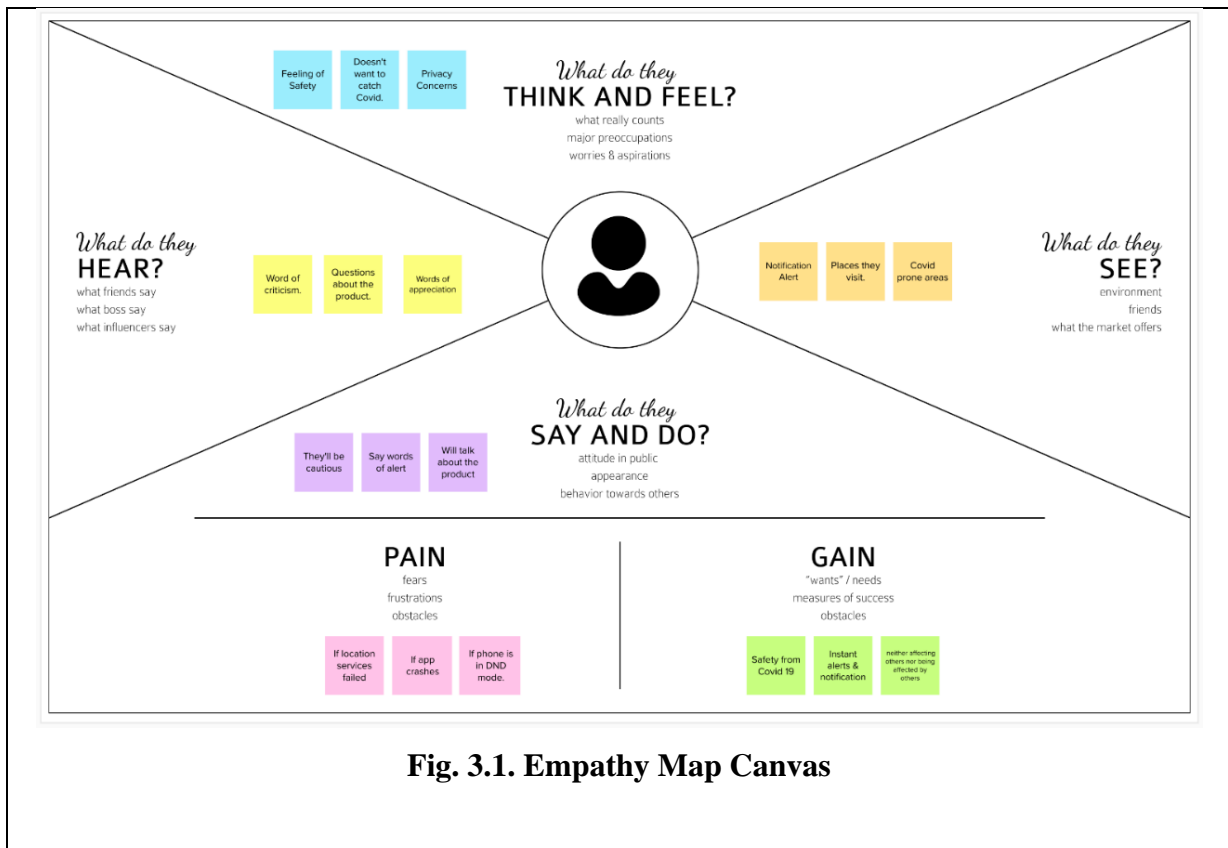 Feeling of
Safety
Doesn't
want to
catch
Covid.
Privacy
Concerns
What do they
THINK AND FEEL?
what really counts
major preoccupations
worries & aspirations
What do they
HEAR?
what friends say
what boss say
what influencers say
Word of
criticism.
Questions
about the
product.
Words of
appreciation
Notification
Alert
Places they
visit.
Covid
prone areas
What do they
SEE?
environment
friends
what the market offers
What do they
SAY AND DO?
attitude in public
appearance
behavior towards others
They'll be
cautious
Say words
of alert
Will talk
about the
product
PAIN
fears
frustrations
obstacles
If location
services
failed
If app
crashes
If phone is
in DND
mode.
GAIN
"wants" / needs
measures of success
obstacles
Safety from
Covid 19
Instant
alerts &
notification
neither affecting
others nor being
affected by
others
Fig. 3.1. Empathy Map Canvas